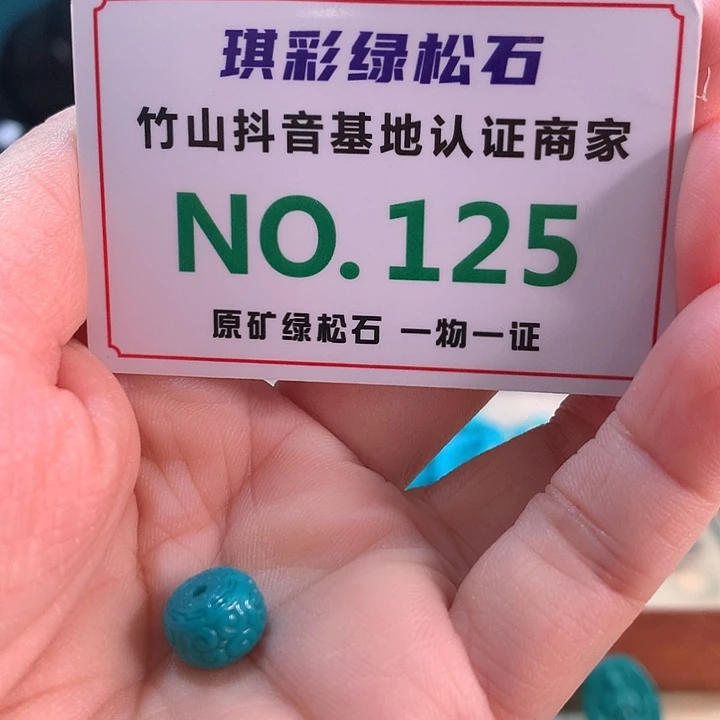 琪彩绿松石
竹山抖音基地认证商家
NO.125
原矿绿松石 一物一证